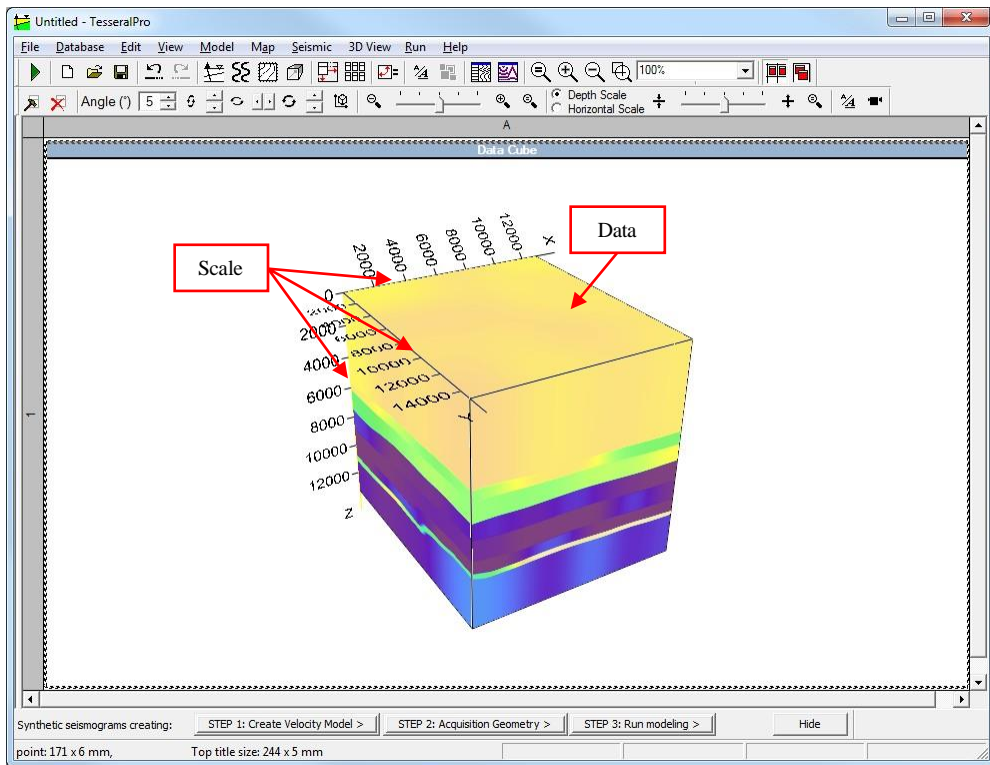 Untitled - TesseralPro
File Database Edit View Model Map Seismic 3D View Run Help
100%
Angle (°) 5 Depth Scale
Horizontal Scale
A
Data Cube
1
Scale
Data
2000 4000 6000 8000 10000 12000 X
0
2000
4000
6000
8000
10000
12000
Z
2000
6000
8000
10000
12000
14000
Y
Synthetic seismograms creating: STEP 1: Create Velocity Model > STEP 2: Acquisition Geometry > STEP 3: Run modeling > Hide
point: 171 x 6 mm, Top title size: 244 x 5 mm